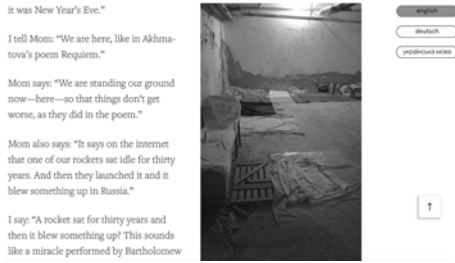 it was New Year's Eve.”
I tell Mom: “We are here, like in Akhma-
tova's poem Requiem.”
Mom says: “We are standing our ground
now—here—so that things don't get
worse, as they did in the poem.”
Mom also says: “It says on the internet
that one of our rockets sat idle for thirty
years. And then they launched it and it
blew something up in Russia.”
I say: “A rocket sat for thirty years and
then it blew something up? This sounds
like a miracle performed by Bartholomew
english
deutsch
українська мова